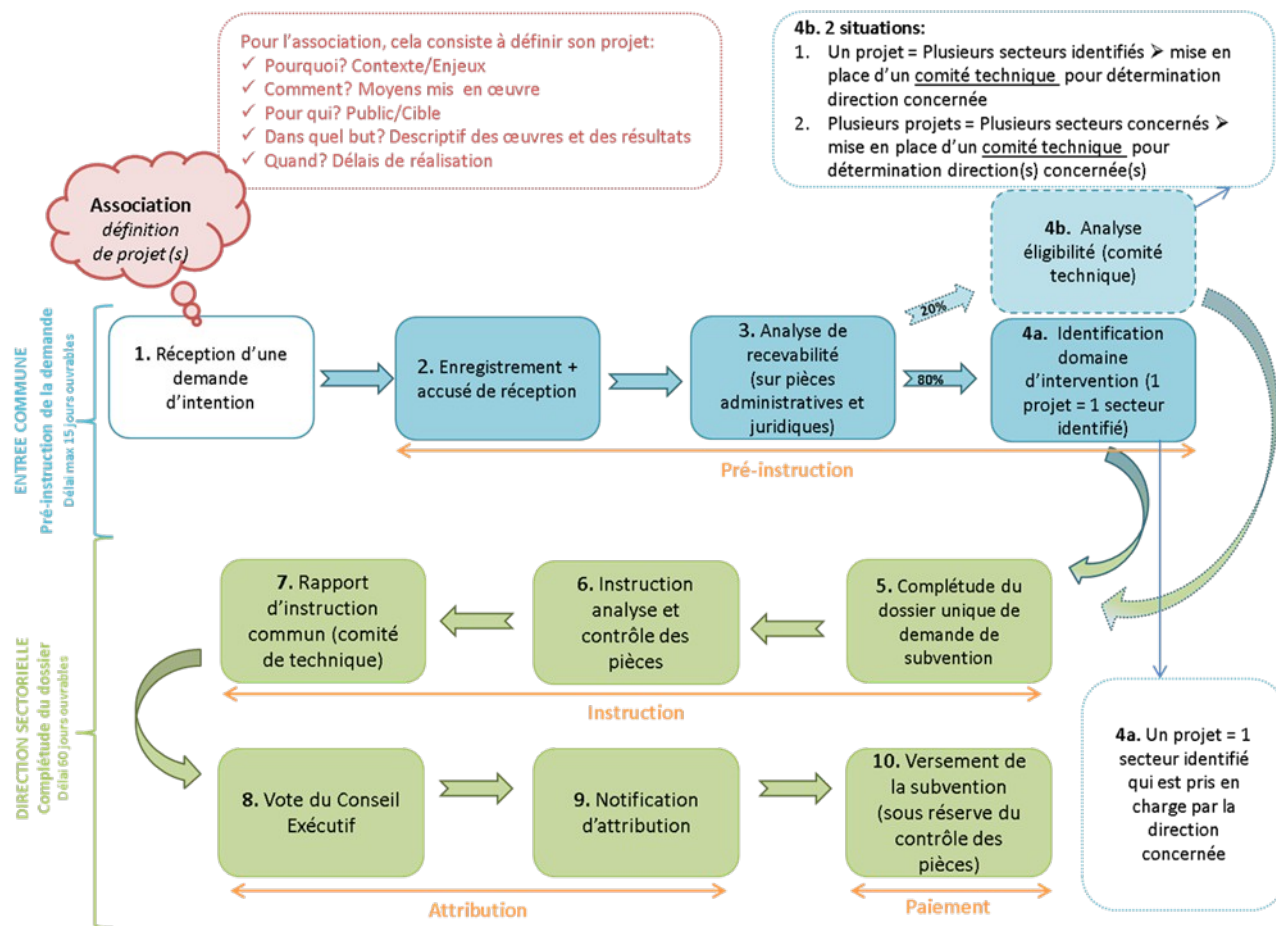 Pour l’association, cela consiste à définir son projet:
✓ Pourquoi? Contexte/Enjeux
✓ Comment? Moyens mis en œuvre
✓ Pour qui? Public/Cible
✓ Dans quel but? Descriptif des œuvres et des résultats
✓ Quand? Délais de réalisation
4b. 2 situations:
1. Un projet = Plusieurs secteurs identifiés ➢ mise en
place d’un comité technique pour détermination
direction concernée
2. Plusieurs projets = Plusieurs secteurs concernés ➢
mise en place d’un comité technique pour
détermination direction(s) concernée(s)
Association
définition
de projet (s)
4b. Analyse
éligibilité (comité
technique)
ENTREE COMMUNE
Pré-instruction de la demande
Délai max 15 jours ouvrables
1. Réception d’une
demande
d’intention
2. Enregistrement +
accusé de réception
3. Analyse de
recevabilité
(sur pièces
administratives et
juridiques)
20%
80%
4a. Identification
domaine
d’intervention (1
projet = 1 secteur
identifié)
Pré-instruction
DIRECTION SECTORIELLE
Complétude du dossier
Délai 60 jours ouvrables
7. Rapport
d’instruction
commun (comité
de technique)
6. Instruction
analyse et
contrôle des
pièces
5. Complétude du
dossier unique de
demande de
subvention
Instruction
8. Vote du Conseil
Exécutif
9. Notification
d’attribution
10. Versement de
la subvention
(sous réserve du
contrôle des
pièces)
Attribution
Paiement
4a. Un projet = 1
secteur identifié
qui est pris en
charge par la
direction
concernée